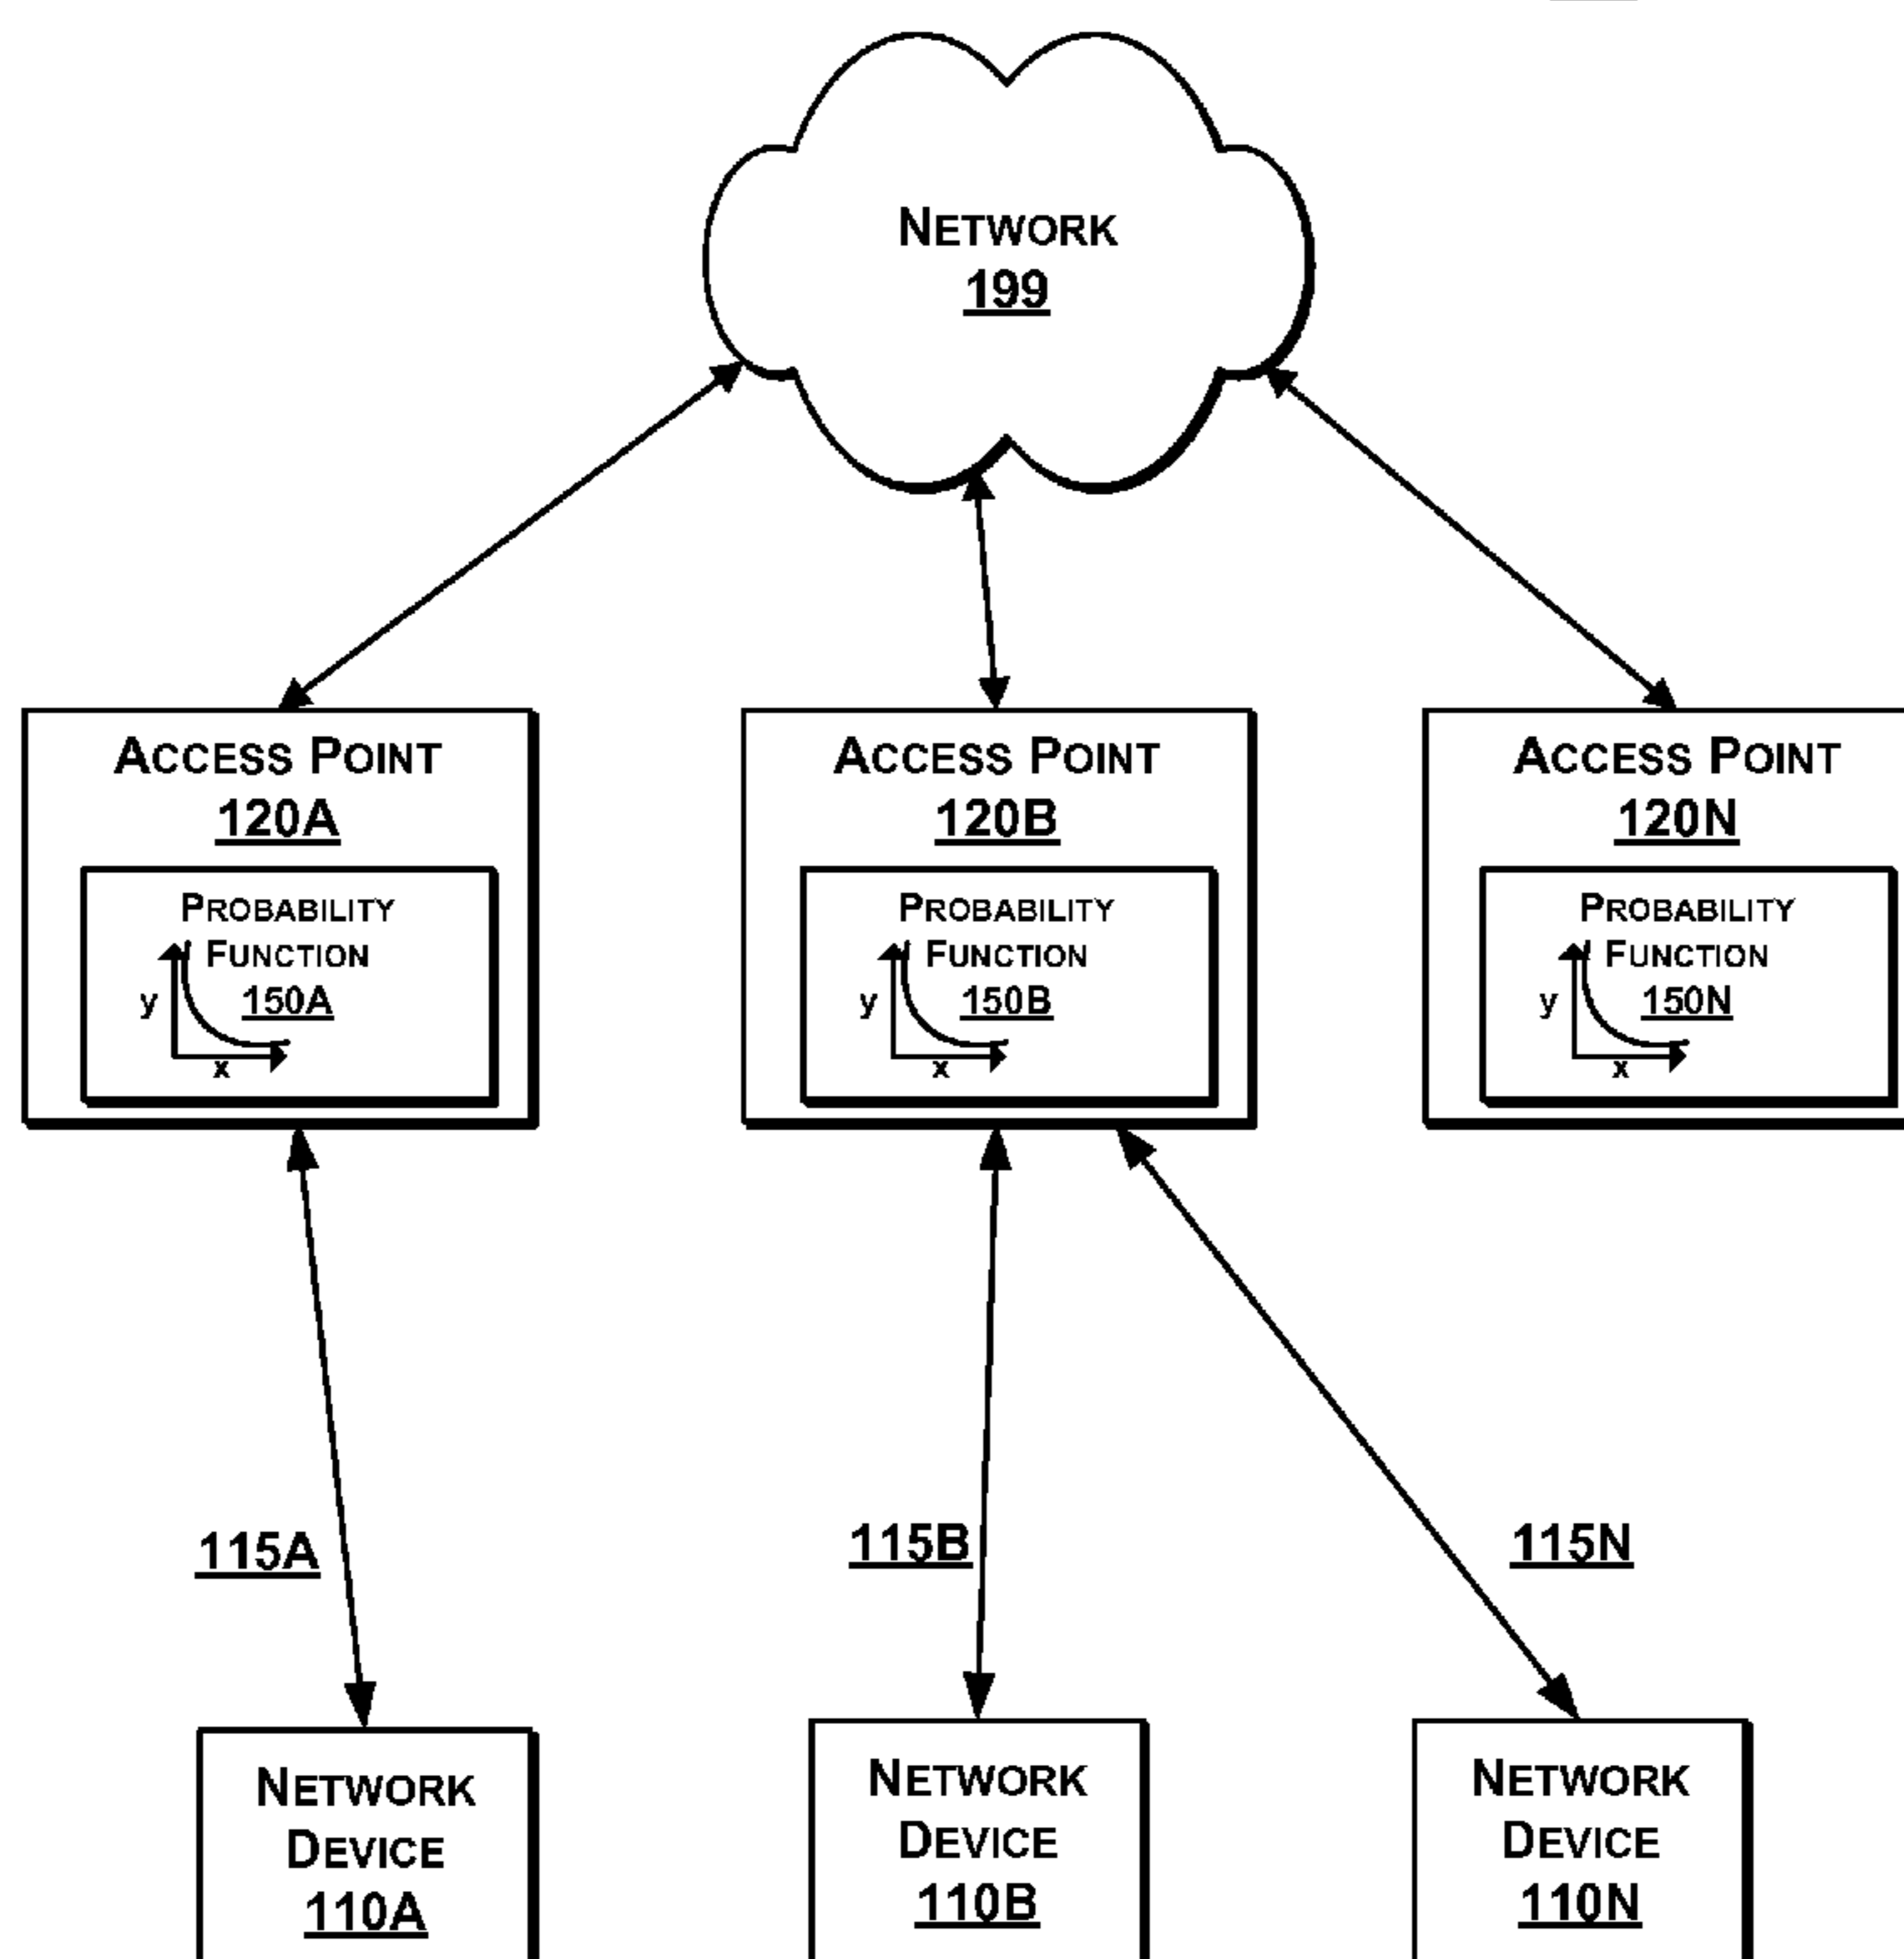 NETWORK
199
ACCESS POINT
120A
PROBABILITY
FUNCTION
150A
y
x
ACCESS POINT
120B
PROBABILITY
FUNCTION
150B
y
x
ACCESS POINT
120N
PROBABILITY
FUNCTION
150N
y
x
115A
115B
115N
NETWORK
DEVICE
110A
NETWORK
DEVICE
110B
NETWORK
DEVICE
110N